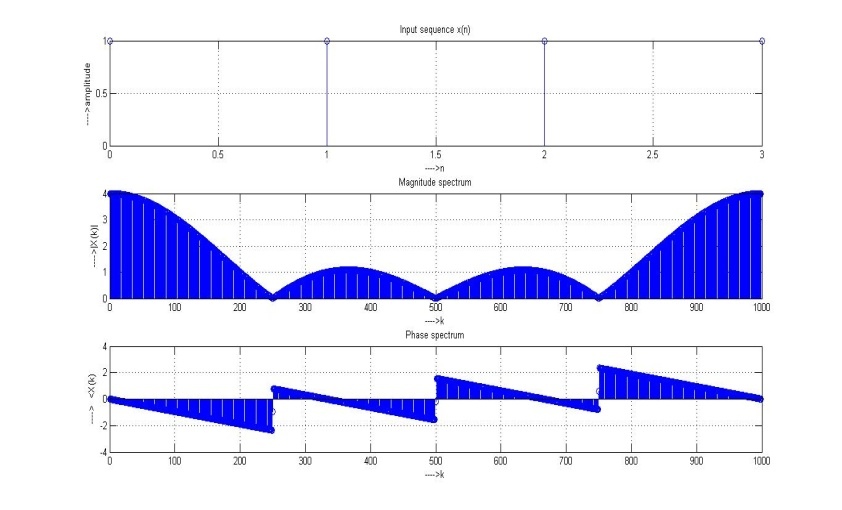 Input sequence x(n)
1
0.5
0
---->amplitude
0 0.5 1 1.5 2 2.5 3
---->n
Magnitude spectrum
4
3
2
1
0
---->|X(k)|
0 100 200 300 400 500 600 700 800 900 1000
---->k
Phase spectrum
4
2
0
-2
-4
----> <X(k)
0 100 200 300 400 500 600 700 800 900 1000
---->k